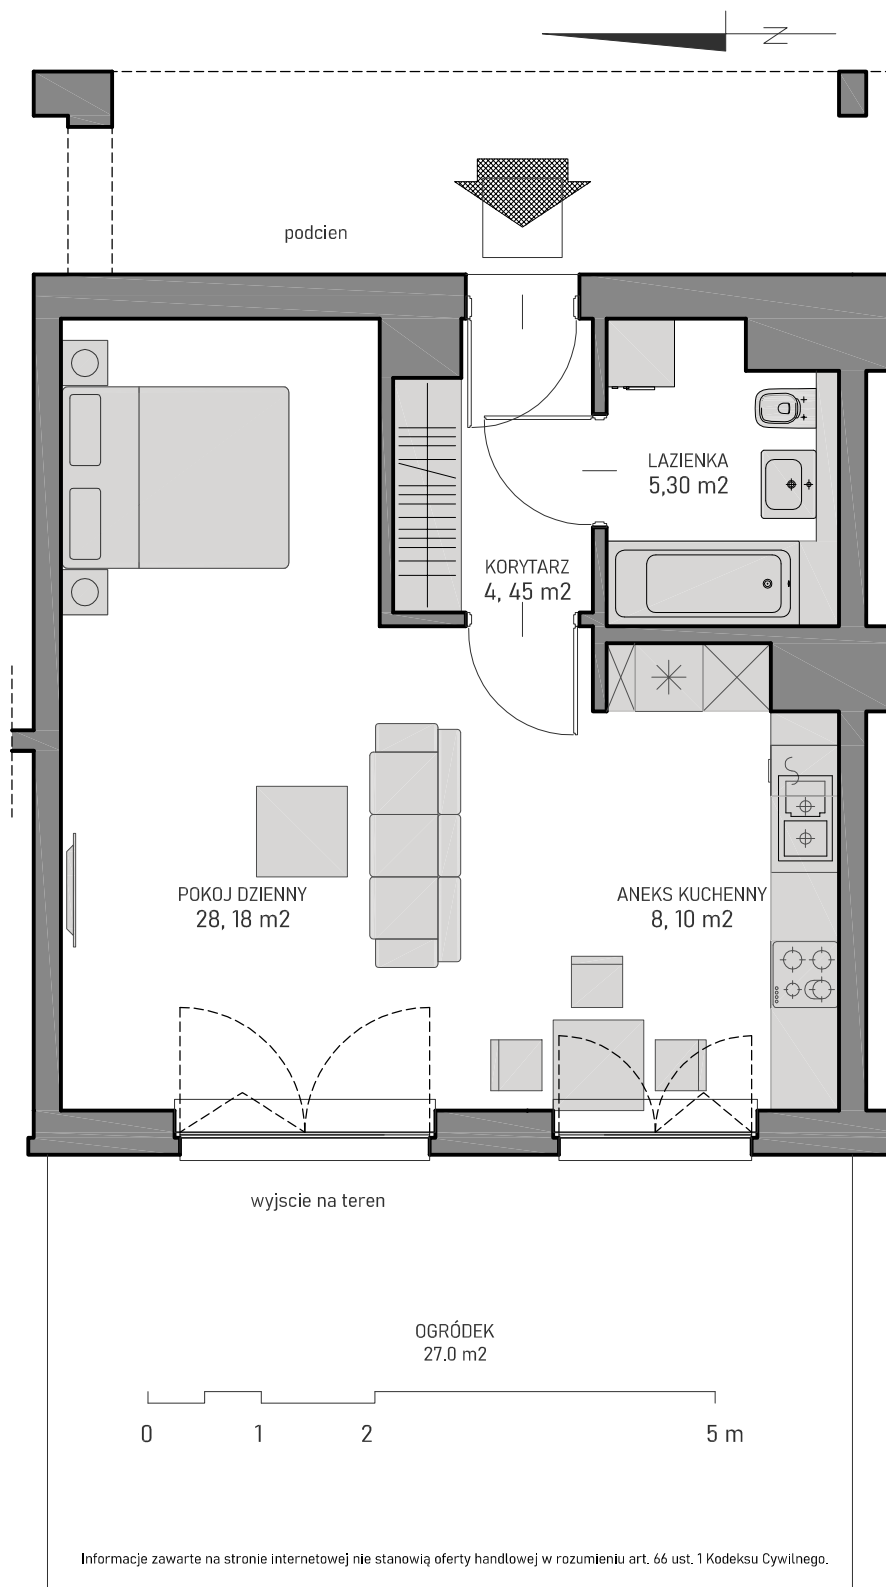 N
podcien
LAZIENKA
5,30 m2
KORYTARZ
4, 45 m2
POKOJ DZIENNY
28, 18 m2
ANEKS KUCHENNY
8, 10 m2
wyjscie na teren
OGRÓDEK
27.0 m2
0 1 2 5 m
Informacje zawarte na stronie internetowej nie stanowią oferty handlowej w rozumieniu art. 66 ust. 1 Kodeksu Cywilnego.